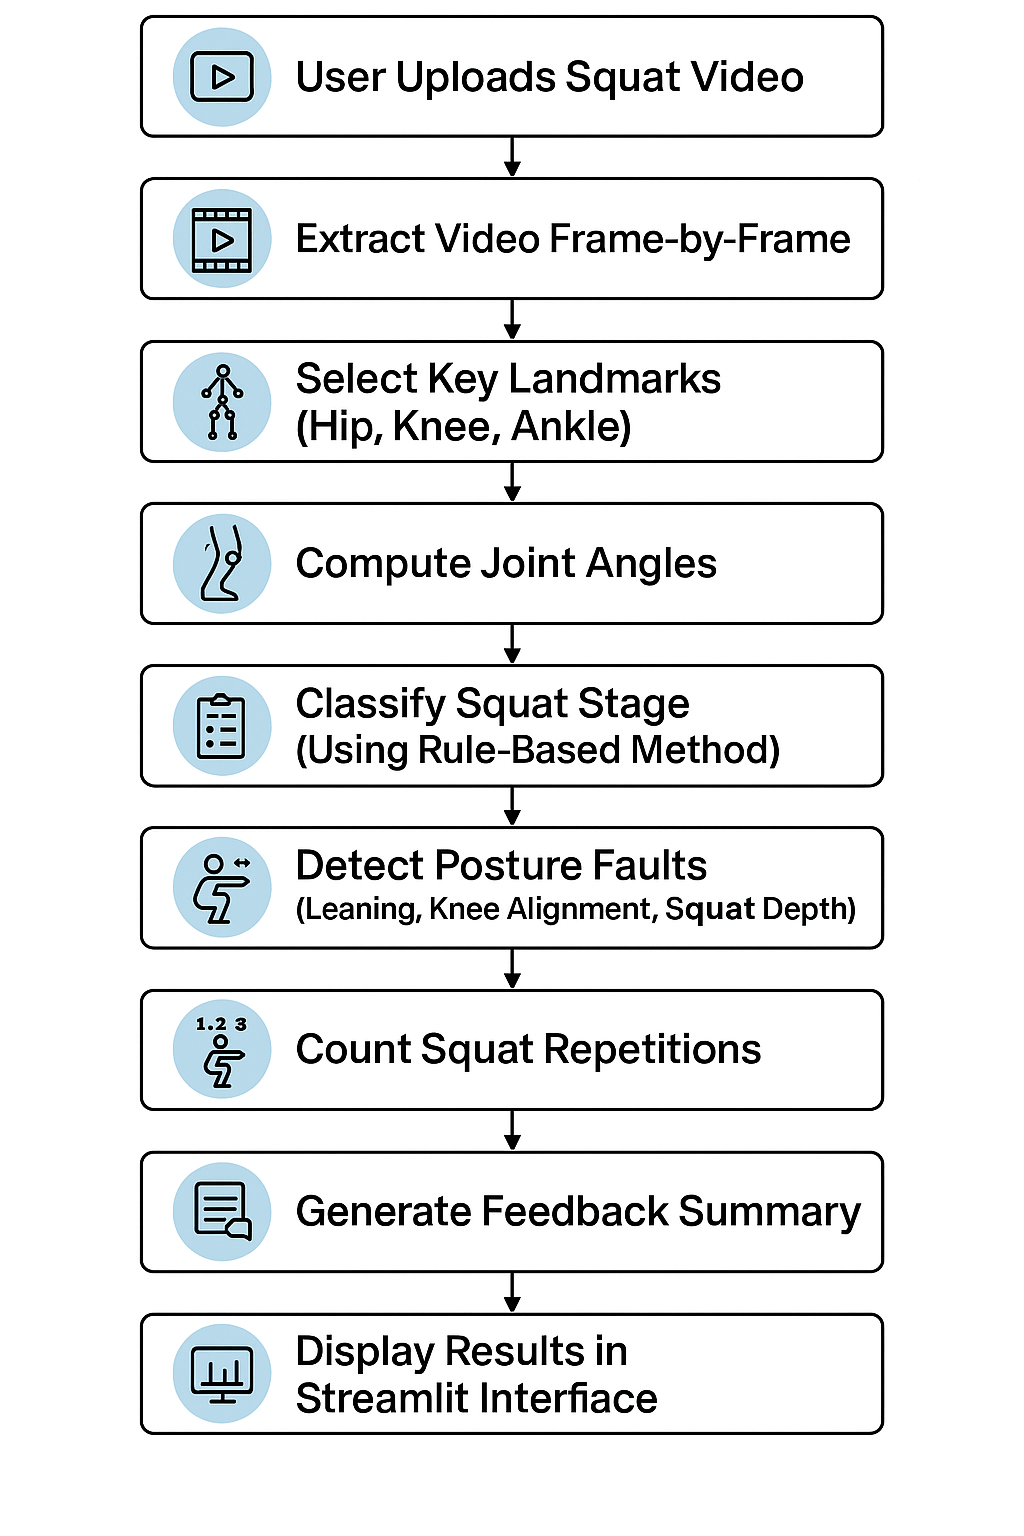 User Uploads Squat Video
Extract Video Frame-by-Frame
Select Key Landmarks
(Hip, Knee, Ankle)
Compute Joint Angles
Classify Squat Stage
(Using Rule-Based Method)
Detect Posture Faults
(Leaning, Knee Alignment, Squat Depth)
1.2 3
Count Squat Repetitions
Generate Feedback Summary
Display Results in
Streamlit Interfiace